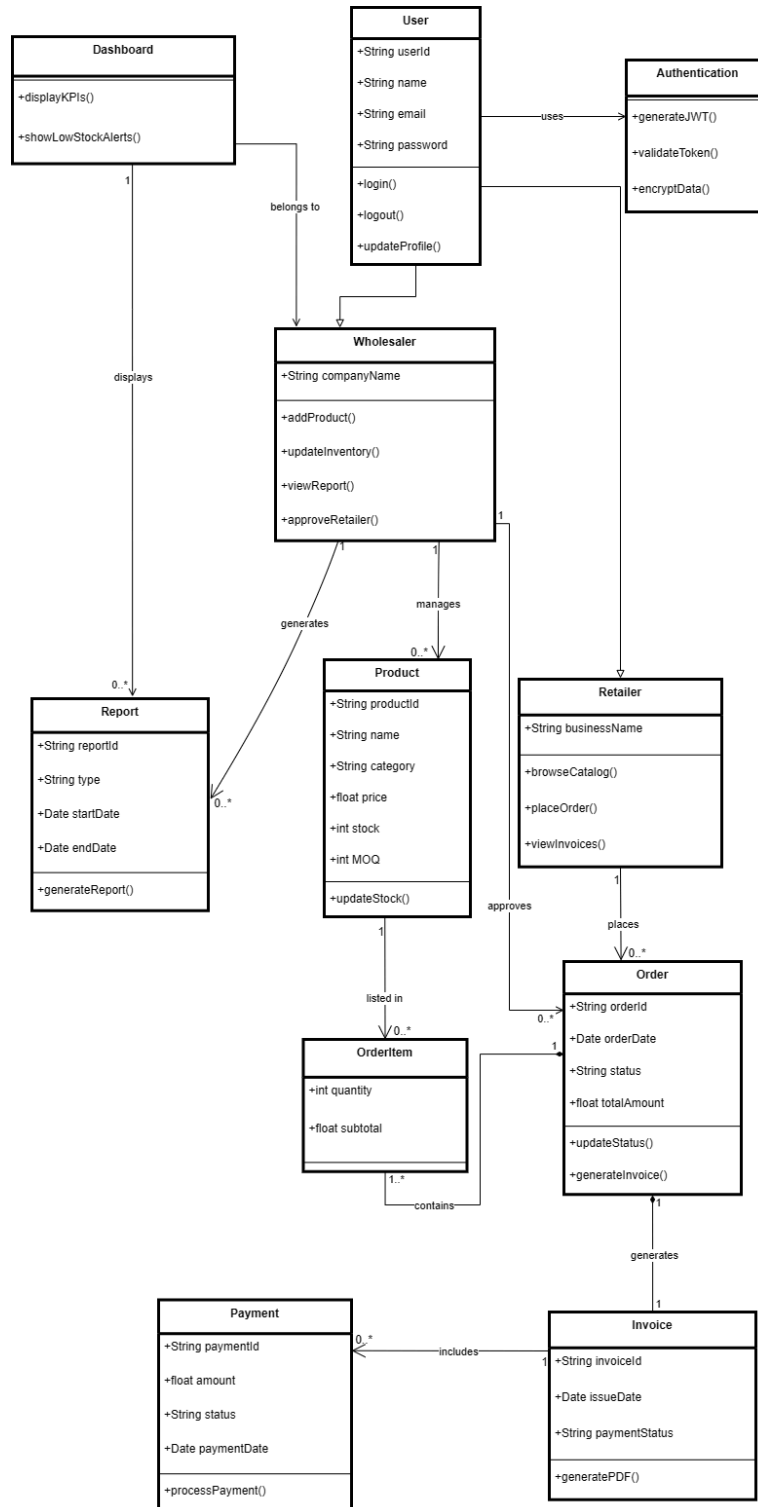 User
+String userId
+String name
+String email
+String password
+login()
+logout()
+updateProfile()
Dashboard
+displayKPIs()
+showLowStockAlerts()
Authentication
+generateJWT()
+validateToken()
+encryptData()
uses
1
belongs to
displays
0..*
Wholesaler
+String companyName
+addProduct()
+updateInventory()
+viewReport()
+approveRetailer()
1
1
1
generates
0..*
manages
0..*
approves
0..*
Report
+String reportId
+String type
+Date startDate
+Date endDate
+generateReport()
Product
+String productId
+String name
+String category
+float price
+int stock
+int MOQ
+updateStock()
1
listed in
0..*
Retailer
+String businessName
+browseCatalog()
+placeOrder()
+viewInvoices()
1
places
0..*
OrderItem
+int quantity
+float subtotal
1..*
contains
1
Order
+String orderId
+Date orderDate
+String status
+float totalAmount
+updateStatus()
+generateInvoice()
1
generates
1
Payment
+String paymentId
+float amount
+String status
+Date paymentDate
+processPayment()
0..*
includes
1
Invoice
+String invoiceId
+Date issueDate
+String paymentStatus
+generatePDF()